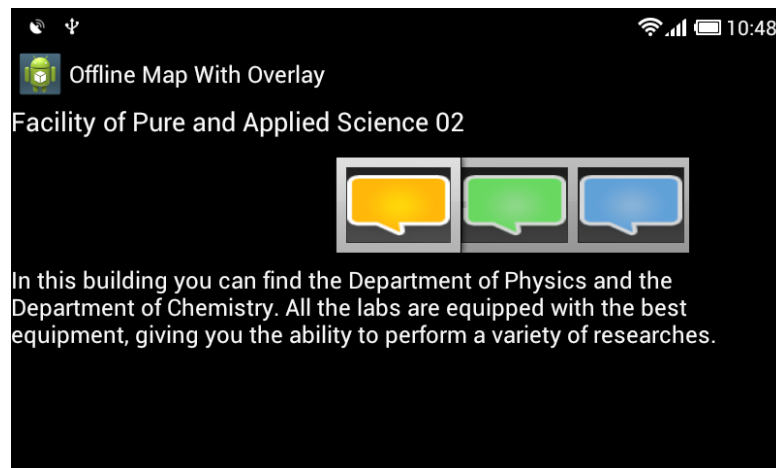 10:48
Offline Map With Overlay
Facility of Pure and Applied Science 02
In this building you can find the Department of Physics and the
Department of Chemistry. All the labs are equipped with the best
equipment, giving you the ability to perform a variety of researches.